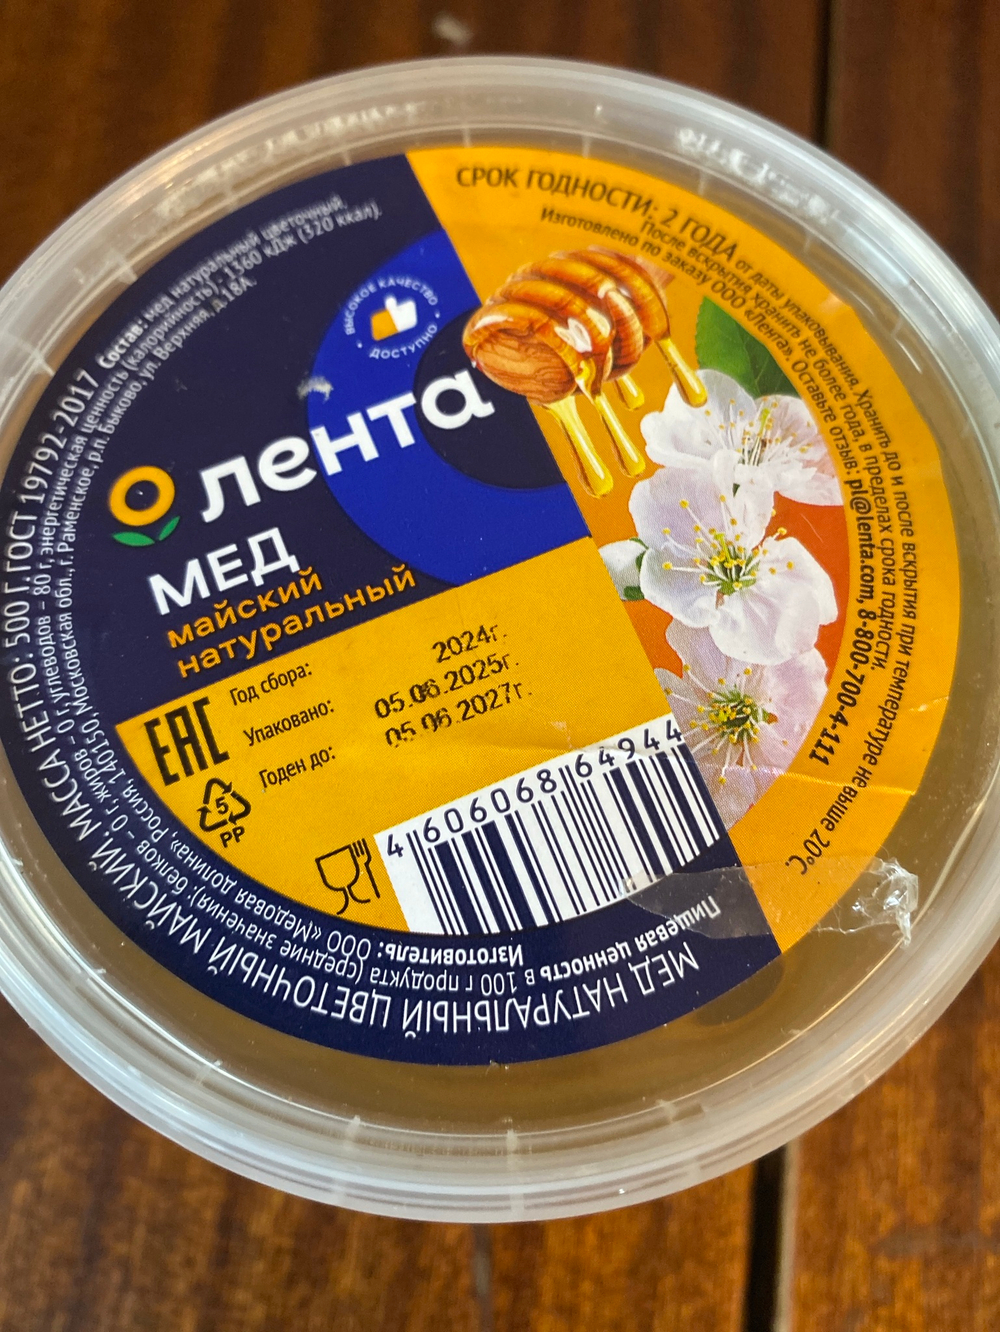 ВЫСОКОЕ КАЧЕСТВО
ДОСТУПНО
лента
МЕД
майский
натуральный
Год сбора: 2024г.
Упаковано: 05.06.2025г.
Годен до: 05.06.2027г.
EAC
5
PP
4 606068 164944
МЕД НАТУРАЛЬНЫЙ ЦВЕТОЧНЫЙ МАЙСКИЙ. МАССА НЕТТО: 500 Г. ГОСТ 19792-2017 Состав: мед натуральный цветочный.
Пищевая ценность в 100 г продукта (средние значения): белков – 0 г, жиров – 0 г, углеводов – 80 г, энергетическая ценность (калорийность): 1360 кДж (320 ккал).
Изготовитель: ООО «Медовая долина», Россия, 140150, Московская обл., г. Раменское, р.п. Быково, ул. Верхняя, д.18А.
СРОК ГОДНОСТИ: 2 ГОДА от даты упаковывания. Хранить до и после вскрытия при температуре не выше 20°C
После вскрытия хранить не более года, в пределах срока годности.
Изготовлено по заказу ООО «Лента». Оставьте отзыв: pl@lenta.com, 8-800-700-4-111